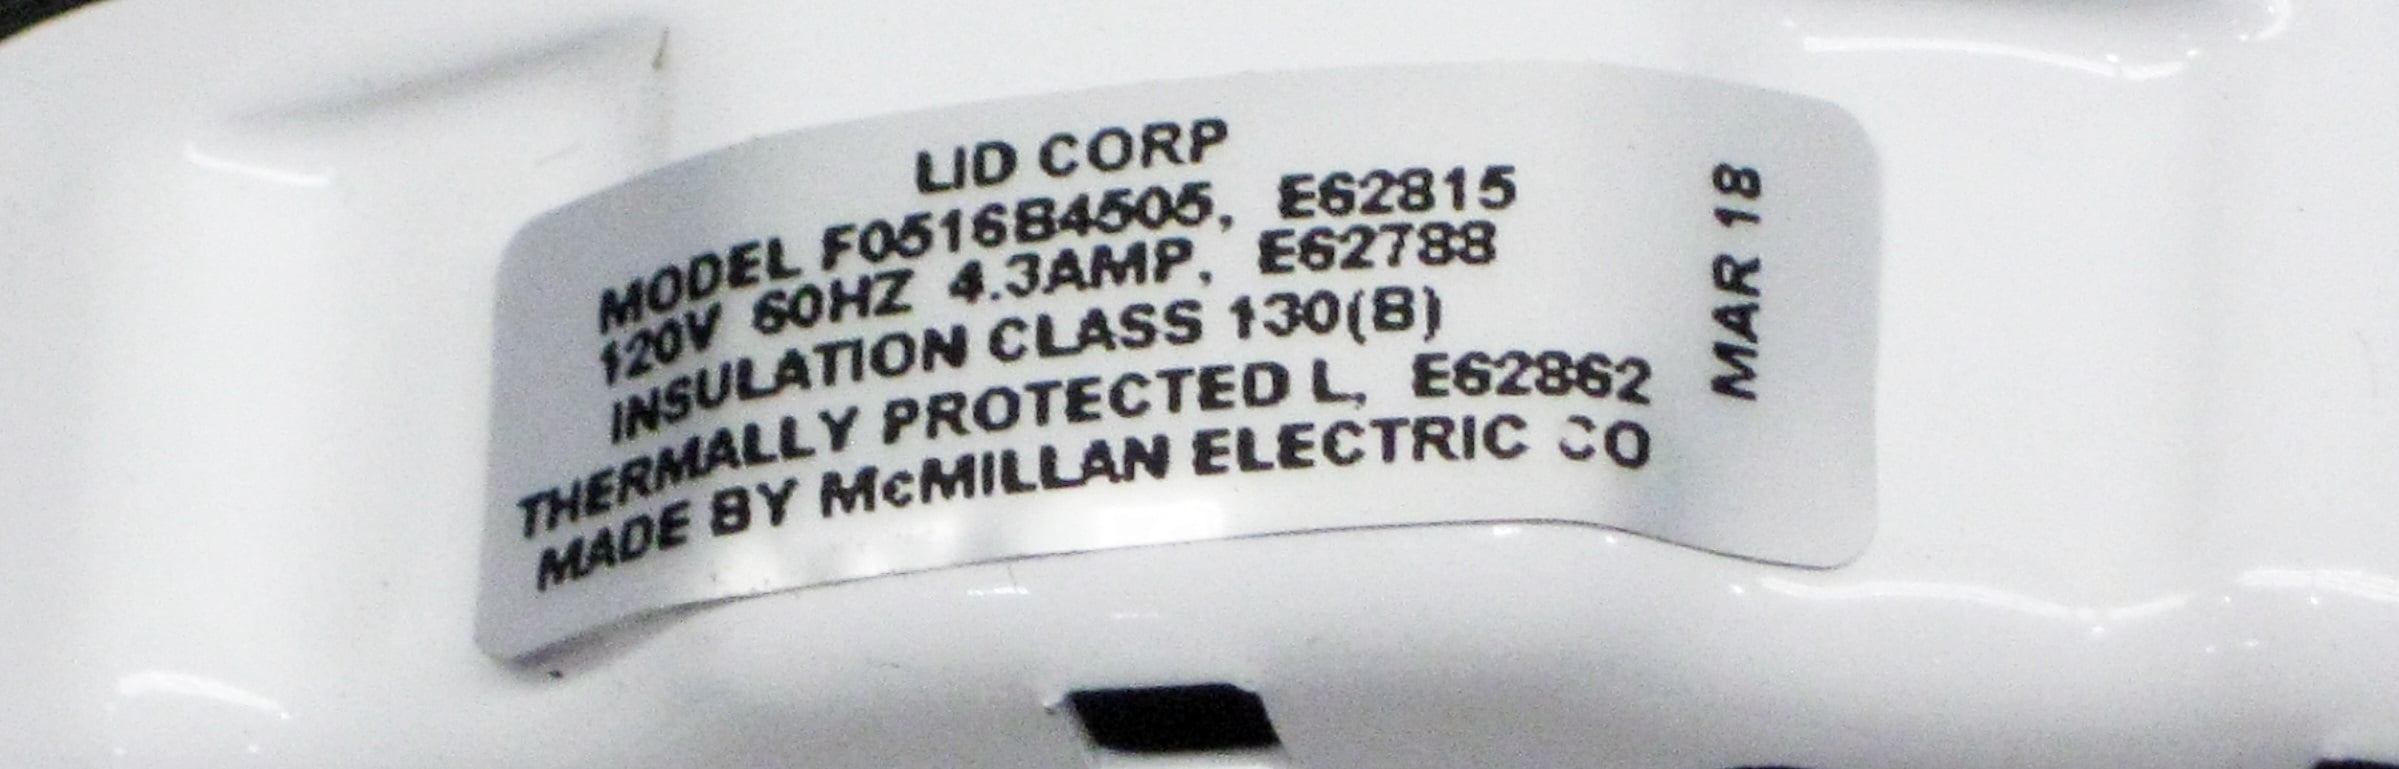 LID CORP
MODEL F0516B4505, E62815
120V 60HZ 4.3AMP, E62788
INSULATION CLASS 130(B)
THERMALLY PROTECTED L, E62862
MADE BY McMILLAN ELECTRIC CO
MAR 18